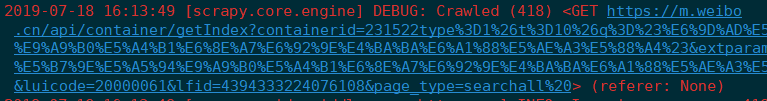 2019-07-18 16:13:49 [scrapy.core.engine] DEBUG: Crawled (418) <GET https://m.weibo
.cn/api/container/getIndex?containerid=231522type%3D1%26t%3D10%26q%3D%23%E6%9D%AD%E5
%E9%A9%B0%E5%A4%B1%E6%8E%A7%E6%92%9E%E4%BA%BA%E6%A1%88%E5%AE%A3%E5%88%A4%23&extparam
%E5%B7%9E%E5%A5%94%E9%A9%B0%E5%A4%B1%E6%8E%A7%E6%92%9E%E4%BA%BA%E6%A1%88%E5%AE%A3%E5
&luicode=20000061&lfid=4394333224076108&page_type=searchall%20> (referer: None)